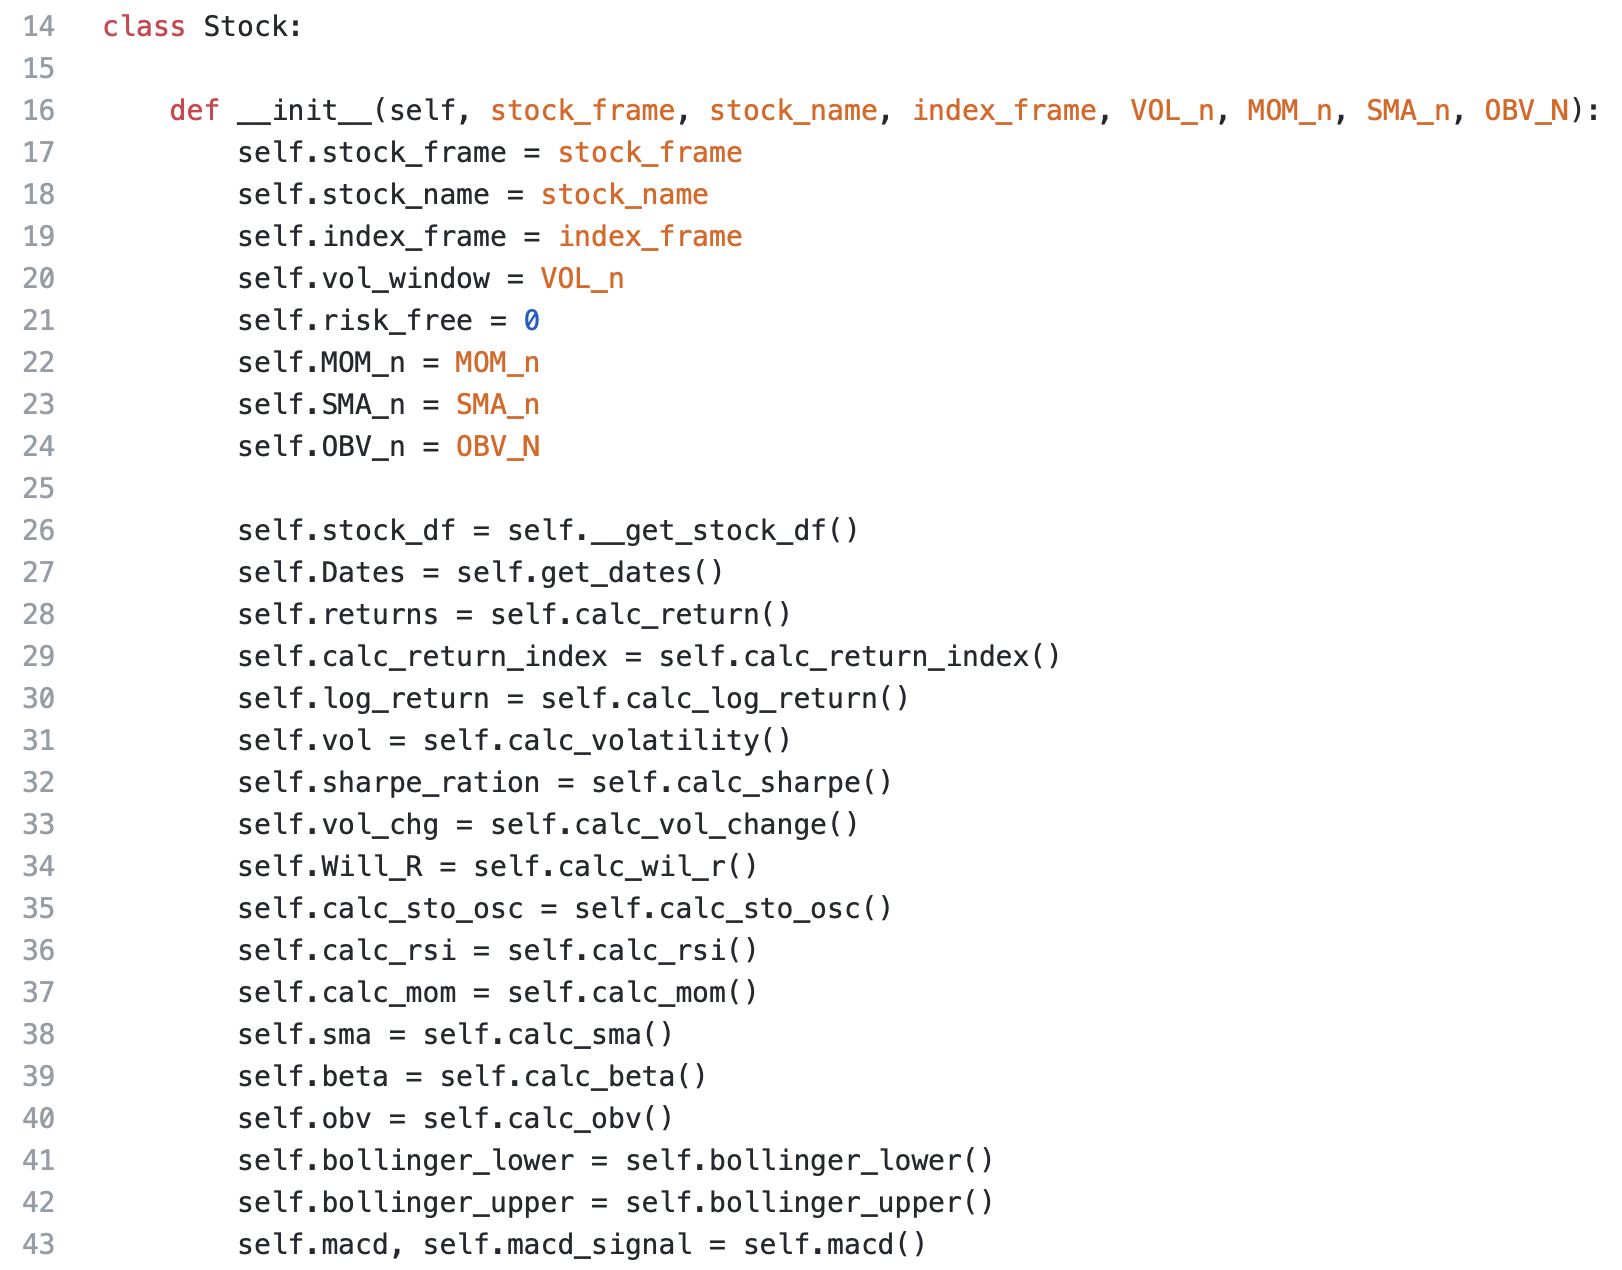 14 class Stock:
15
16 def __init__(self, stock_frame, stock_name, index_frame, VOL_n, MOM_n, SMA_n, OBV_N):
17 self.stock_frame = stock_frame
18 self.stock_name = stock_name
19 self.index_frame = index_frame
20 self.vol_window = VOL_n
21 self.risk_free = 0
22 self.MOM_n = MOM_n
23 self.SMA_n = SMA_n
24 self.OBV_n = OBV_N
25
26 self.stock_df = self.__get_stock_df()
27 self.Dates = self.get_dates()
28 self.returns = self.calc_return()
29 self.calc_return_index = self.calc_return_index()
30 self.log_return = self.calc_log_return()
31 self.vol = self.calc_volatility()
32 self.sharpe_ration = self.calc_sharpe()
33 self.vol_chg = self.calc_vol_change()
34 self.Will_R = self.calc_wil_r()
35 self.calc_sto_osc = self.calc_sto_osc()
36 self.calc_rsi = self.calc_rsi()
37 self.calc_mom = self.calc_mom()
38 self.sma = self.calc_sma()
39 self.beta = self.calc_beta()
40 self.obv = self.calc_obv()
41 self.bollinger_lower = self.bollinger_lower()
42 self.bollinger_upper = self.bollinger_upper()
43 self.macd, self.macd_signal = self.macd()